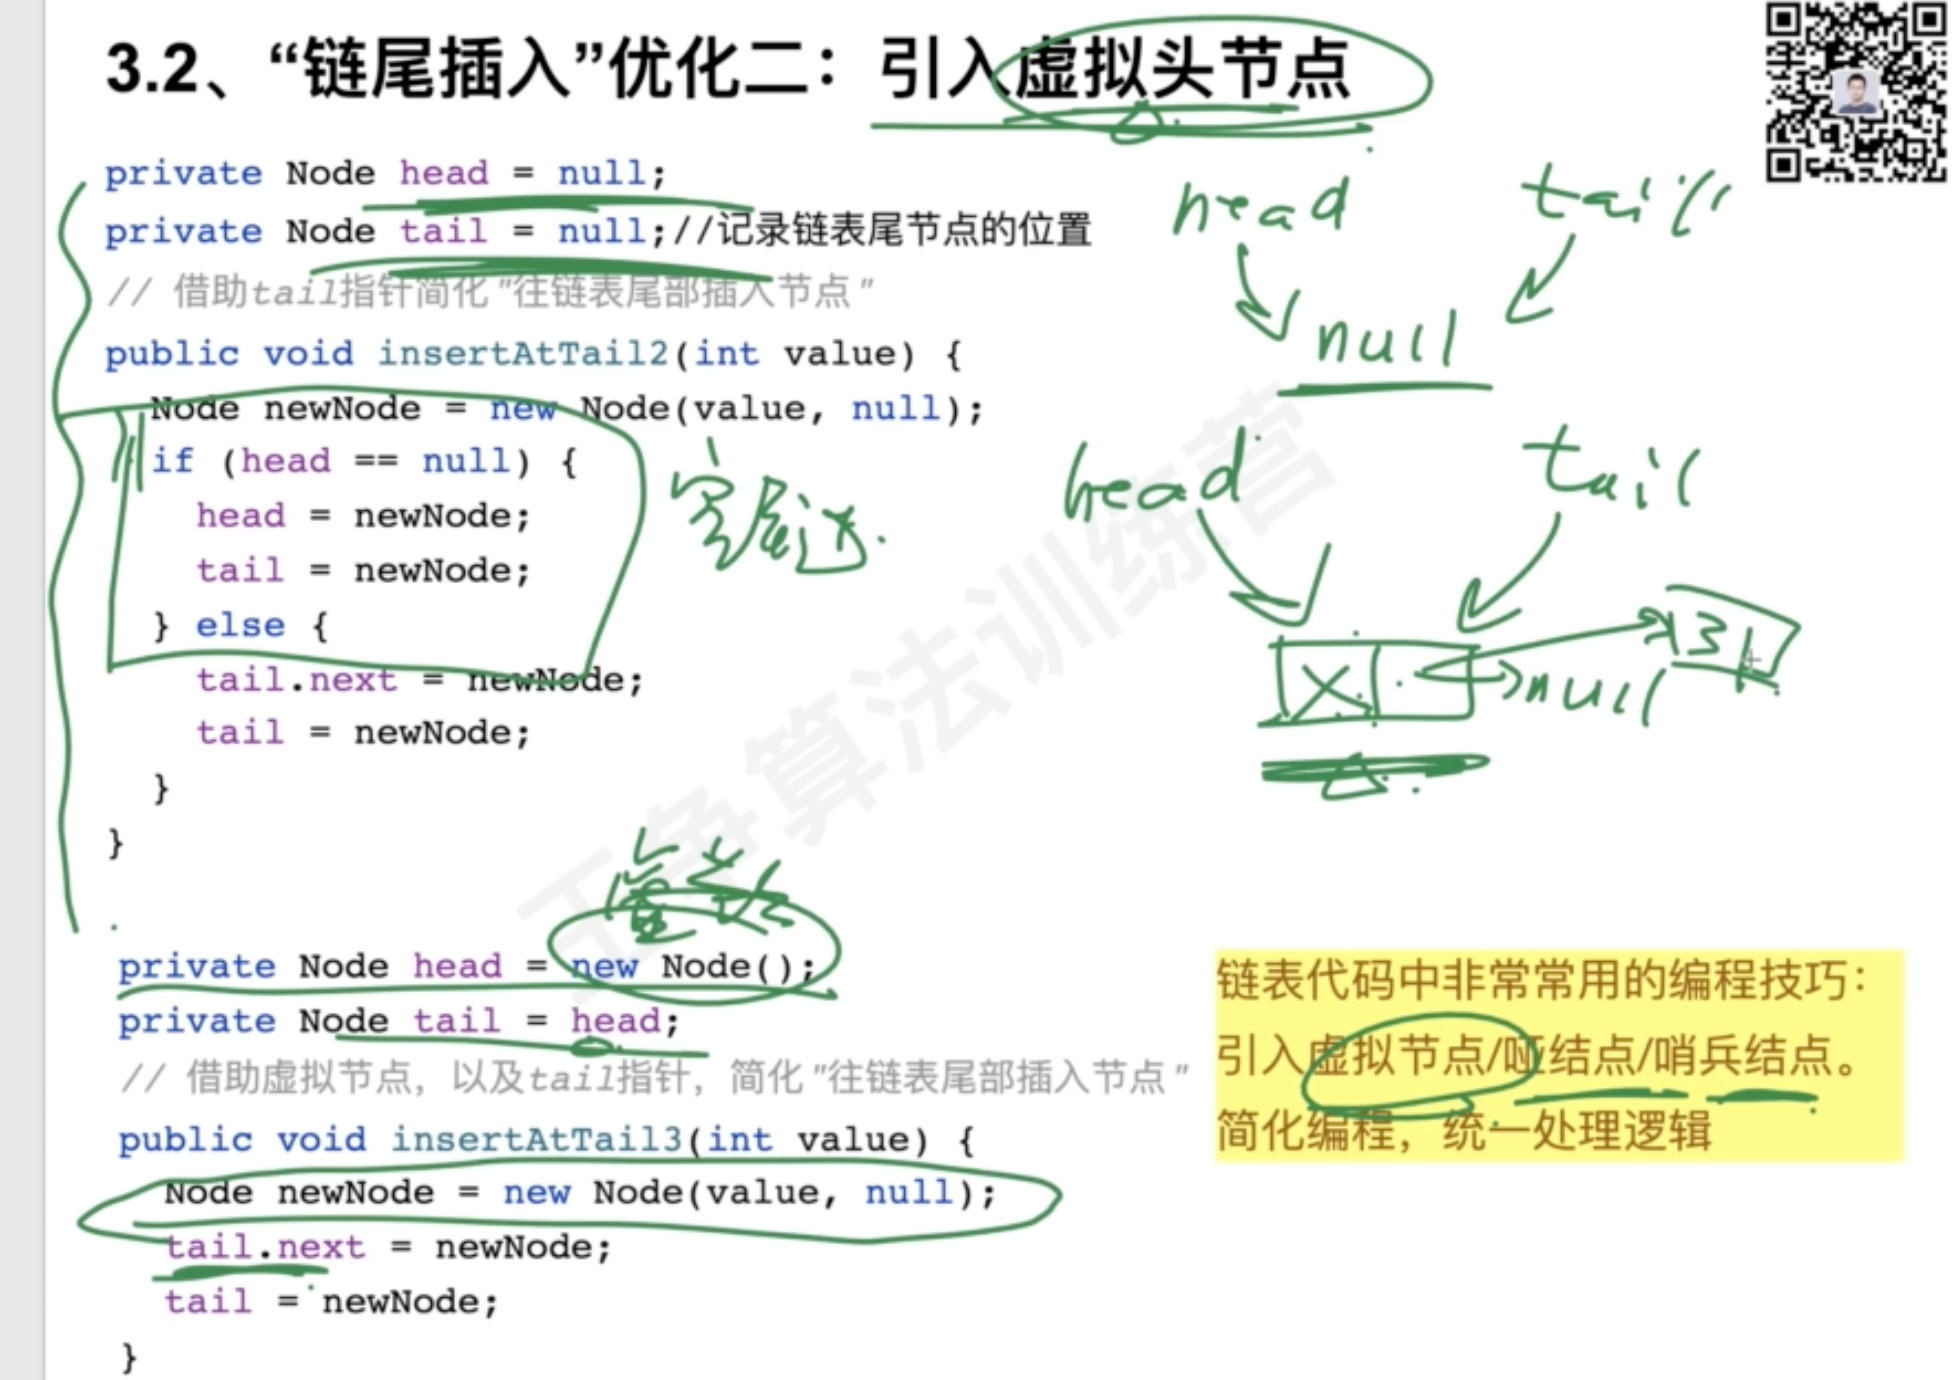 3.2、“链尾插入”优化二：引入虚拟头节点
private Node head = null;
private Node tail = null;//记录链表尾节点的位置
// 借助tail指针简化"往链表尾部插入节点"
public void insertAtTail2(int value) {
Node newNode = new Node(value, null);
if (head == null) {
head = newNode;
tail = newNode;
} else {
tail.next = newNode;
tail = newNode;
}
}
private Node head = new Node();
private Node tail = head;
// 借助虚拟节点，以及tail指针，简化"往链表尾部插入节点"
public void insertAtTail3(int value) {
Node newNode = new Node(value, null);
tail.next = newNode;
tail = newNode;
}
head tail
null
head tail
null
3
链表代码中非常常用的编程技巧：
引入虚拟节点/哑结点/哨兵结点。
简化编程，统一处理逻辑
王争算法训练营